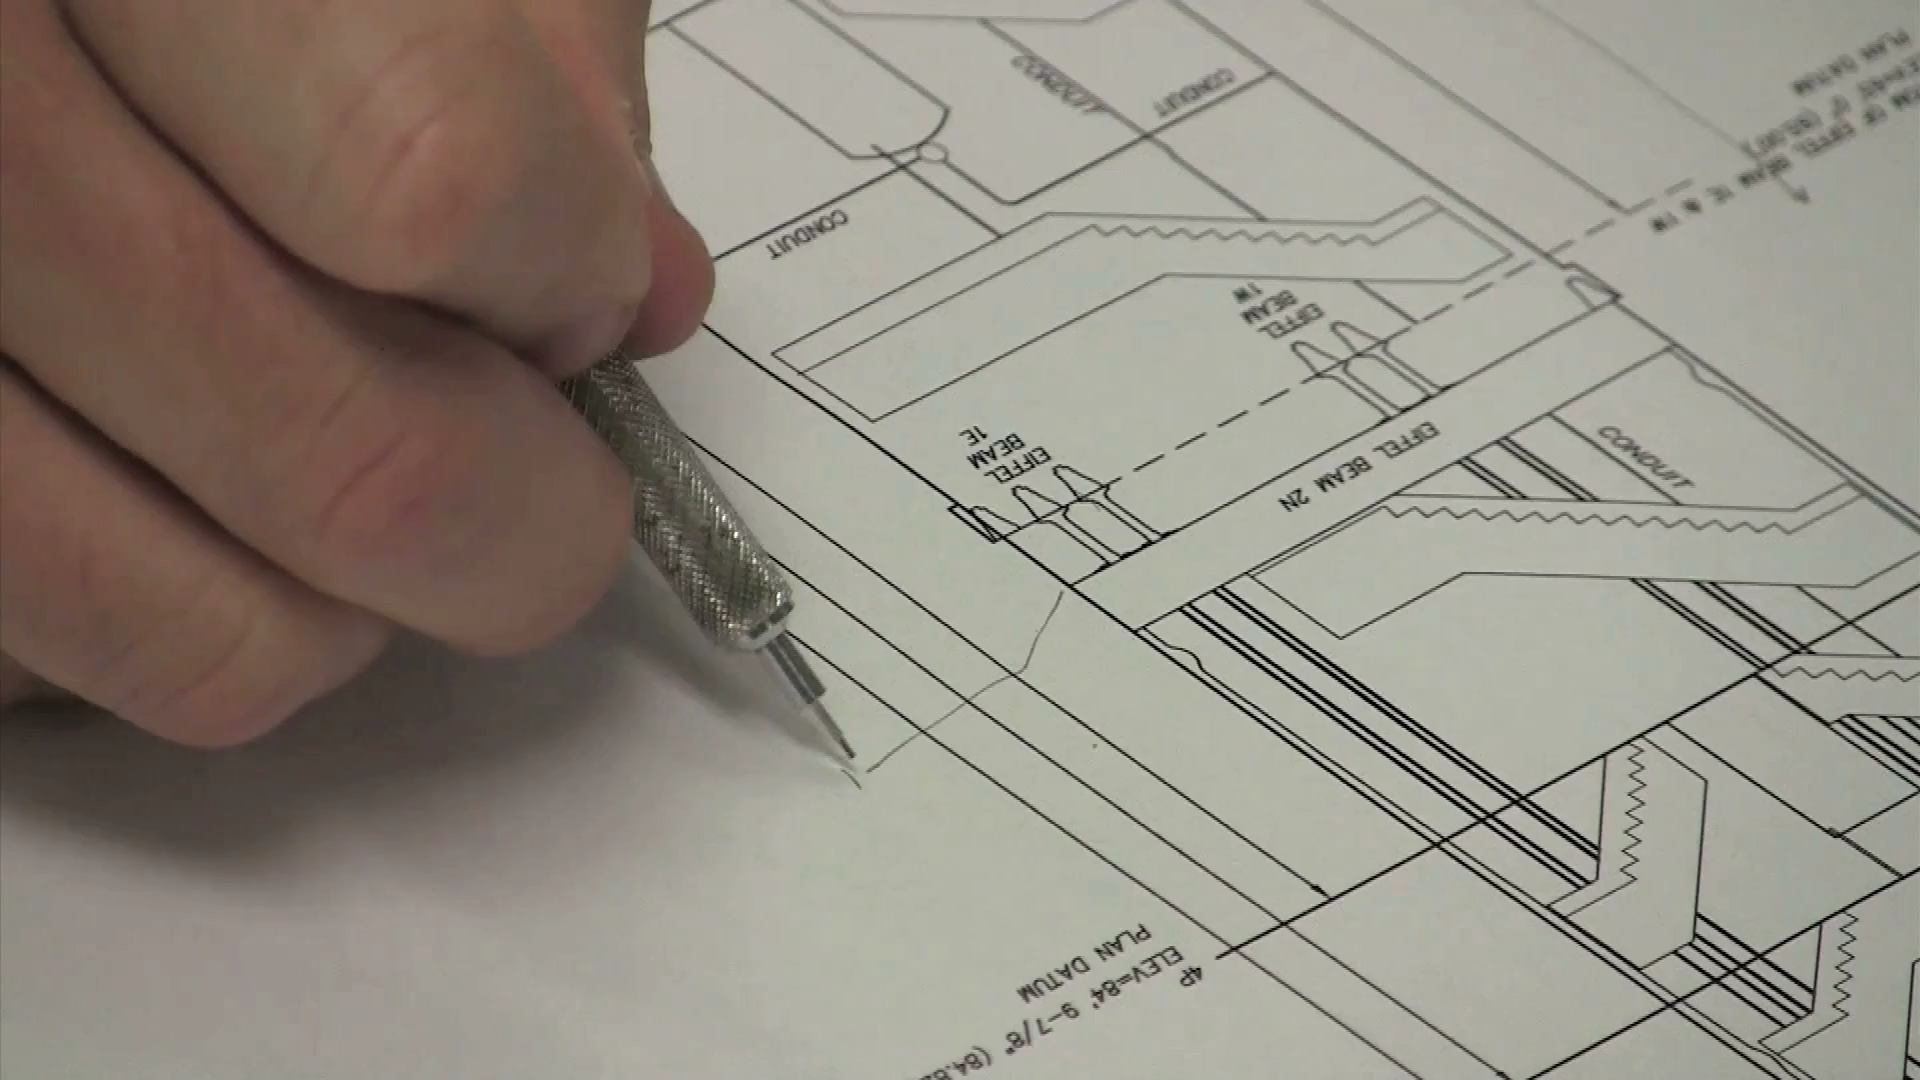 PLAN DATUM
BEAM 1E & 1W
CONDUIT
CONDUIT
CONDUIT
EIFFEL
BEAM
1W
EIFFEL
BEAM
1E
EIFFEL BEAM 2N
CONDUIT
4P
ELEV=84' 9-7/8"
PLAN DATUM